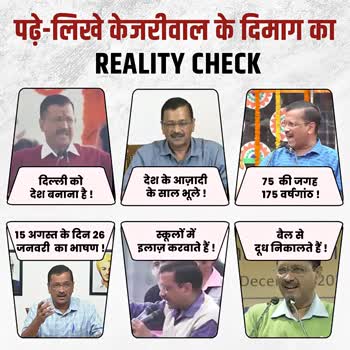 पढ़े-लिखे केजरीवाल के दिमाग का
REALITY CHECK
दिल्ली को
देश बनाना है !
देश के आज़ादी
के साल भूले !
75 की जगह
175 वर्षगांठ !
15 अगस्त के दिन 26
जनवरी का भाषण !
स्कूलों में
इलाज़ करवाते हैं !
बैल से
दूध निकालते हैं !